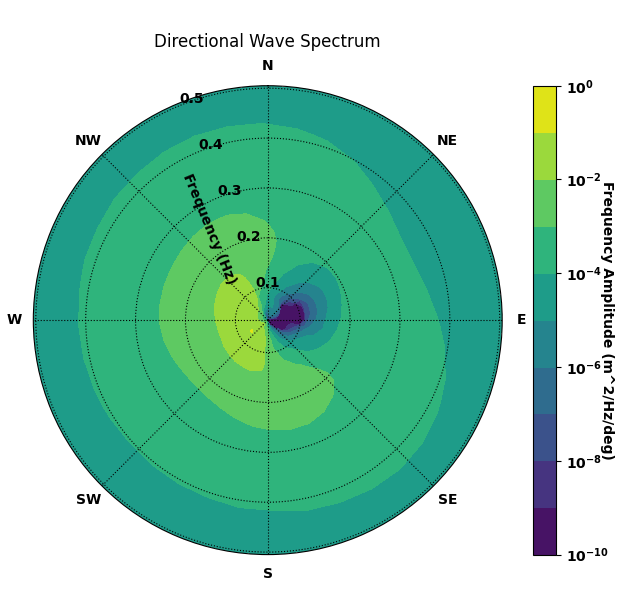 Directional Wave Spectrum
N
NE
E
SE
S
SW
W
NW
0.5
0.4
0.3
0.2
0.1
Frequency (Hz)
10^0
10^−2
10^−4
10^−6
10^−8
10^−10
Frequency Amplitude (m^2/Hz/deg)